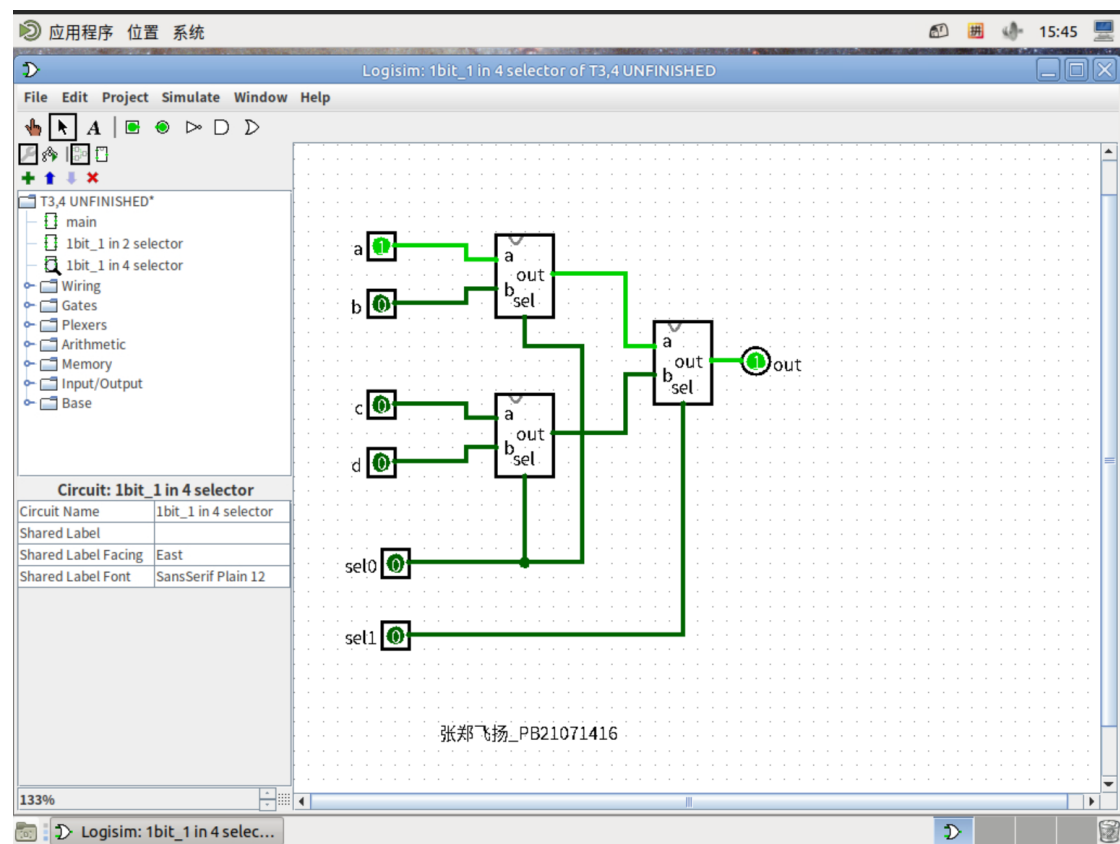 应用程序 位置 系统
拼
15:45
Logisim: 1bit_1 in 4 selector of T3,4 UNFINISHED
File Edit Project Simulate Window Help
A
T3,4 UNFINISHED*
main
1bit_1 in 2 selector
1bit_1 in 4 selector
Wiring
Gates
Plexers
Arithmetic
Memory
Input/Output
Base
Circuit: 1bit_1 in 4 selector
Circuit Name 1bit_1 in 4 selector
Shared Label
Shared Label Facing East
Shared Label Font SansSerif Plain 12
133%
a 1
b 0
a
out
b
sel
c 0
d 0
a
out
b
sel
a
out
b
sel
1 out
sel0 0
sel1 0
张郑飞扬_PB21071416
Logisim: 1bit_1 in 4 selec...